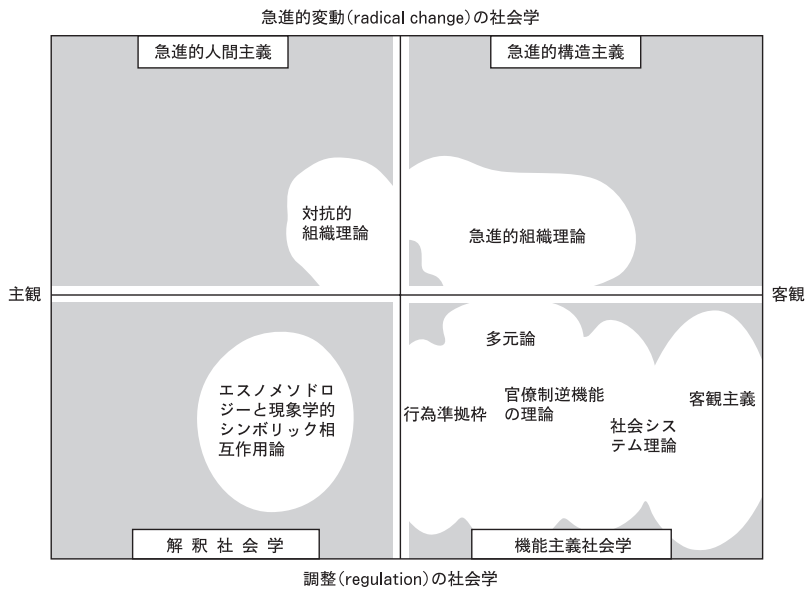 急進的変動(radical change)の社会学
急進的人間主義
急進的構造主義
対抗的
組織理論
急進的組織理論
主観
客観
エスノメソドロ
ジーと現象学的
シンボリック相
互作用論
多元論
行為準拠枠
官僚制逆機能
の理論
社会シス
テム理論
客観主義
解釈社会学
機能主義社会学
調整(regulation)の社会学